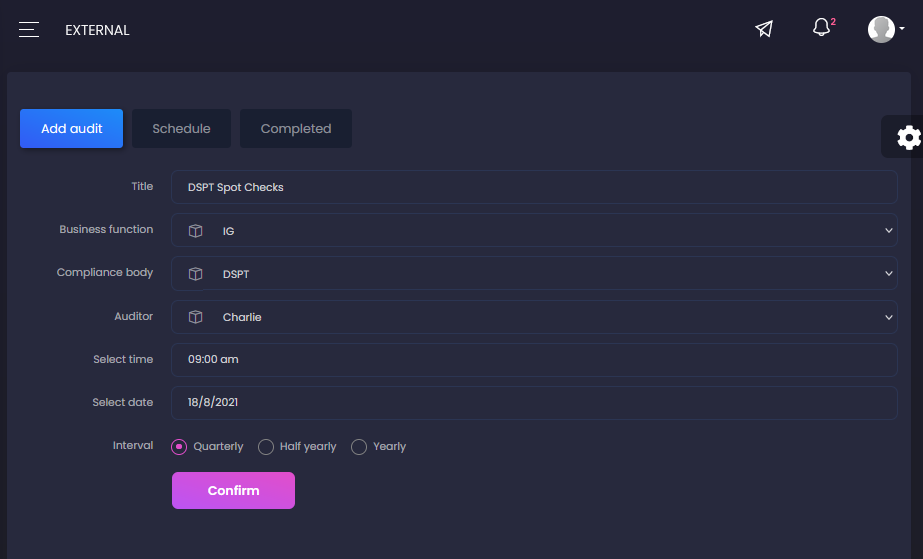 EXTERNAL
2
Add audit Schedule Completed
Title DSPT Spot Checks
Business function IG
Compliance body DSPT
Auditor Charlie
Select time 09:00 am
Select date 18/8/2021
Interval Quarterly Half yearly Yearly
Confirm